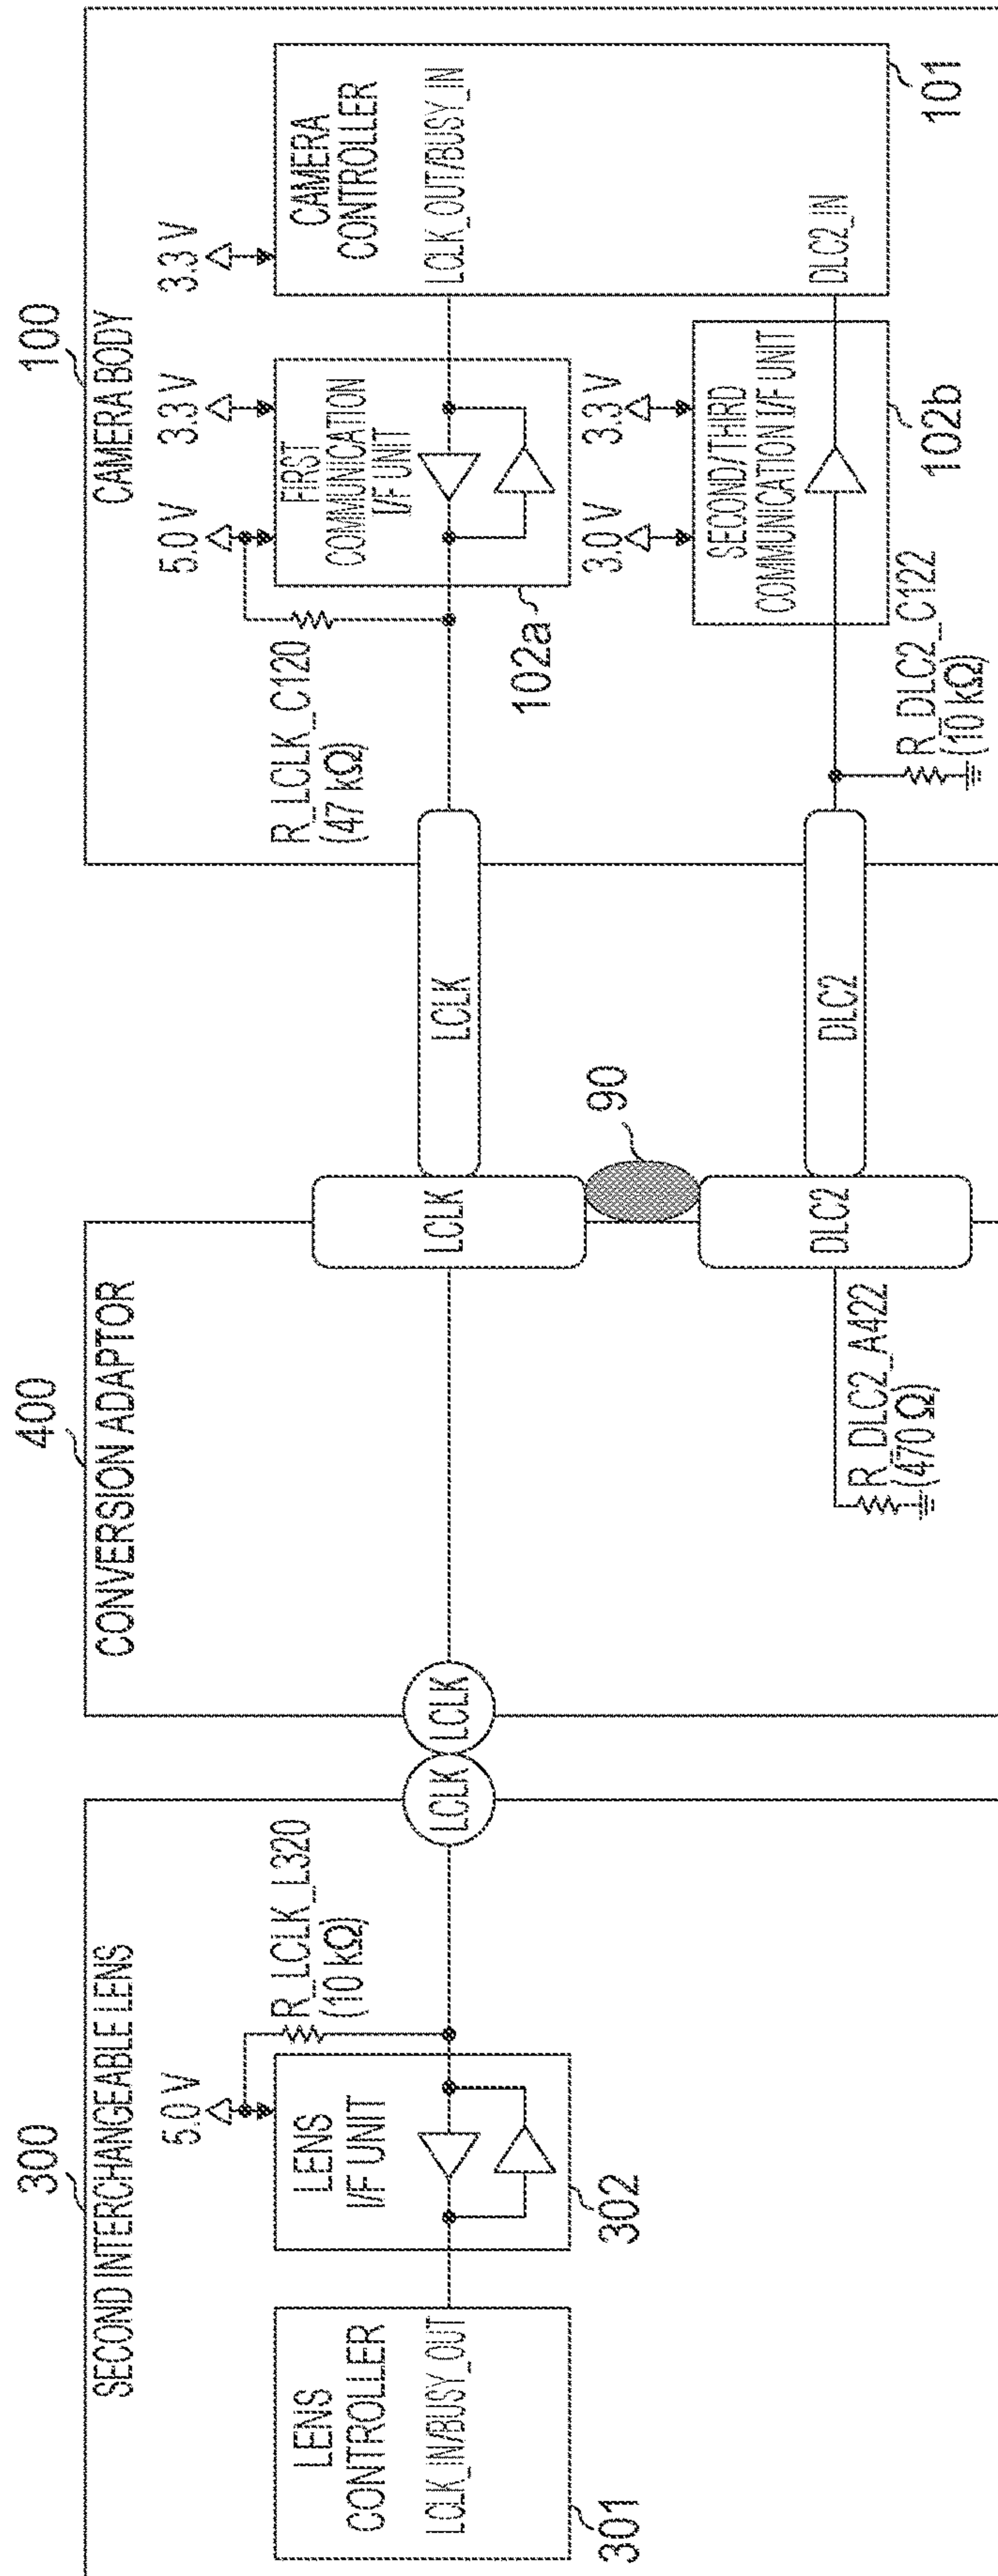 300
SECOND INTERCHANGEABLE LENS
5.0 V
LENS
CONTROLLER
LCLK_IN/BUSY_OUT
301
LENS
I/F UNIT
302
R_LCLK_L320
(10 kΩ)
LCLK
400
CONVERSION ADAPTOR
LCLK
LCLK
90
DLC2
R_DLC2_A422
(470 Ω)
LCLK
DLC2
100
CAMERA BODY
5.0 V
3.3 V
3.3 V
R_LCLK_C120
(47 kΩ)
FIRST
COMMUNICATION
I/F UNIT
102a
CAMERA
CONTROLLER
LCLK_OUT/BUSY_IN
DLC2_IN
101
3.0 V
3.3 V
SECOND/THIRD
COMMUNICATION I/F UNIT
102b
R_DLC2_C122
(10 kΩ)